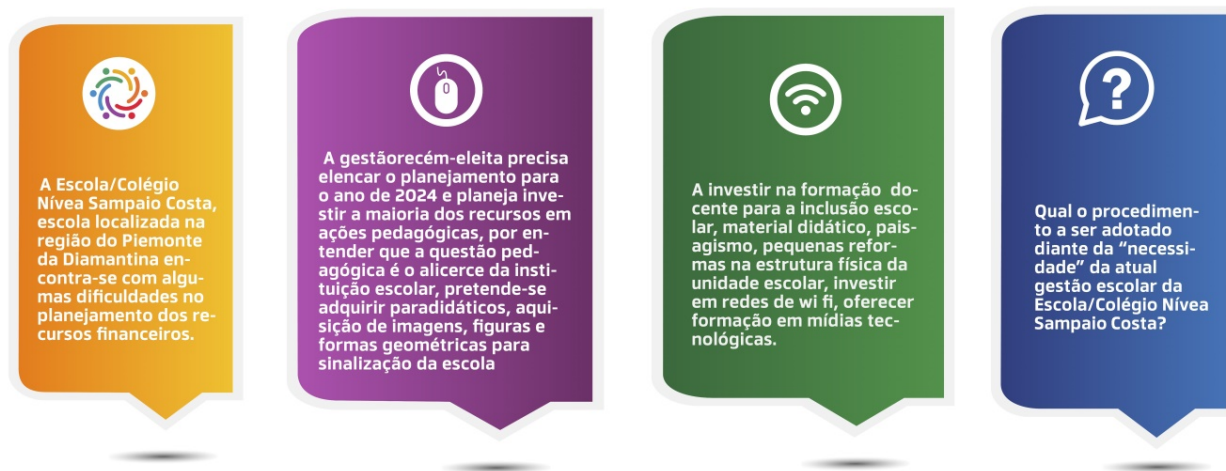 A Escola/Colégio
Nívea Sampaio Costa,
escola localizada na
região do Piemonte
da Diamantina en-
contra-se com algu-
mas dificuldades no
planejamento dos re-
cursos financeiros.
A gestãorecém-eleita precisa
elencar o planejamento para
o ano de 2024 e planeja inve-
stir a maioria dos recursos em
ações pedagógicas, por en-
tender que a questão ped-
agógica é o alicerce da insti-
tuição escolar, pretende-se
adquirir paradidáticos, aqui-
sição de imagens, figuras e
formas geométricas para
sinalização da escola
A investir na formação do-
cente para a inclusão esco-
lar, material didático, pais-
agismo, pequenas refor-
mas na estrutura física da
unidade escolar, investir
em redes de wi fi, oferecer
formação em mídias tec-
nológicas.
?
Qual o procedimen-
to a ser adotado
diante da “necessi-
dade” da atual
gestão escolar da
Escola/Colégio Nívea
Sampaio Costa?